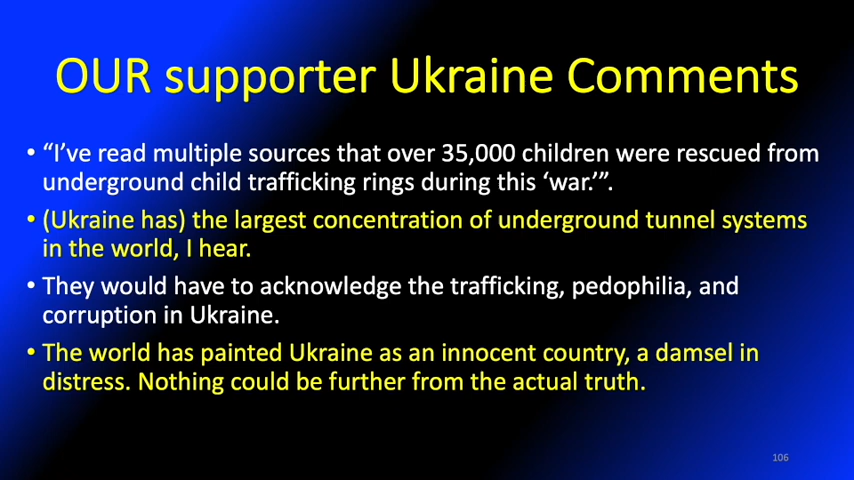 OUR supporter Ukraine Comments
• “I’ve read multiple sources that over 35,000 children were rescued from
underground child trafficking rings during this ‘war.’”.
• (Ukraine has) the largest concentration of underground tunnel systems
in the world, I hear.
• They would have to acknowledge the trafficking, pedophilia, and
corruption in Ukraine.
• The world has painted Ukraine as an innocent country, a damsel in
distress. Nothing could be further from the actual truth.
106